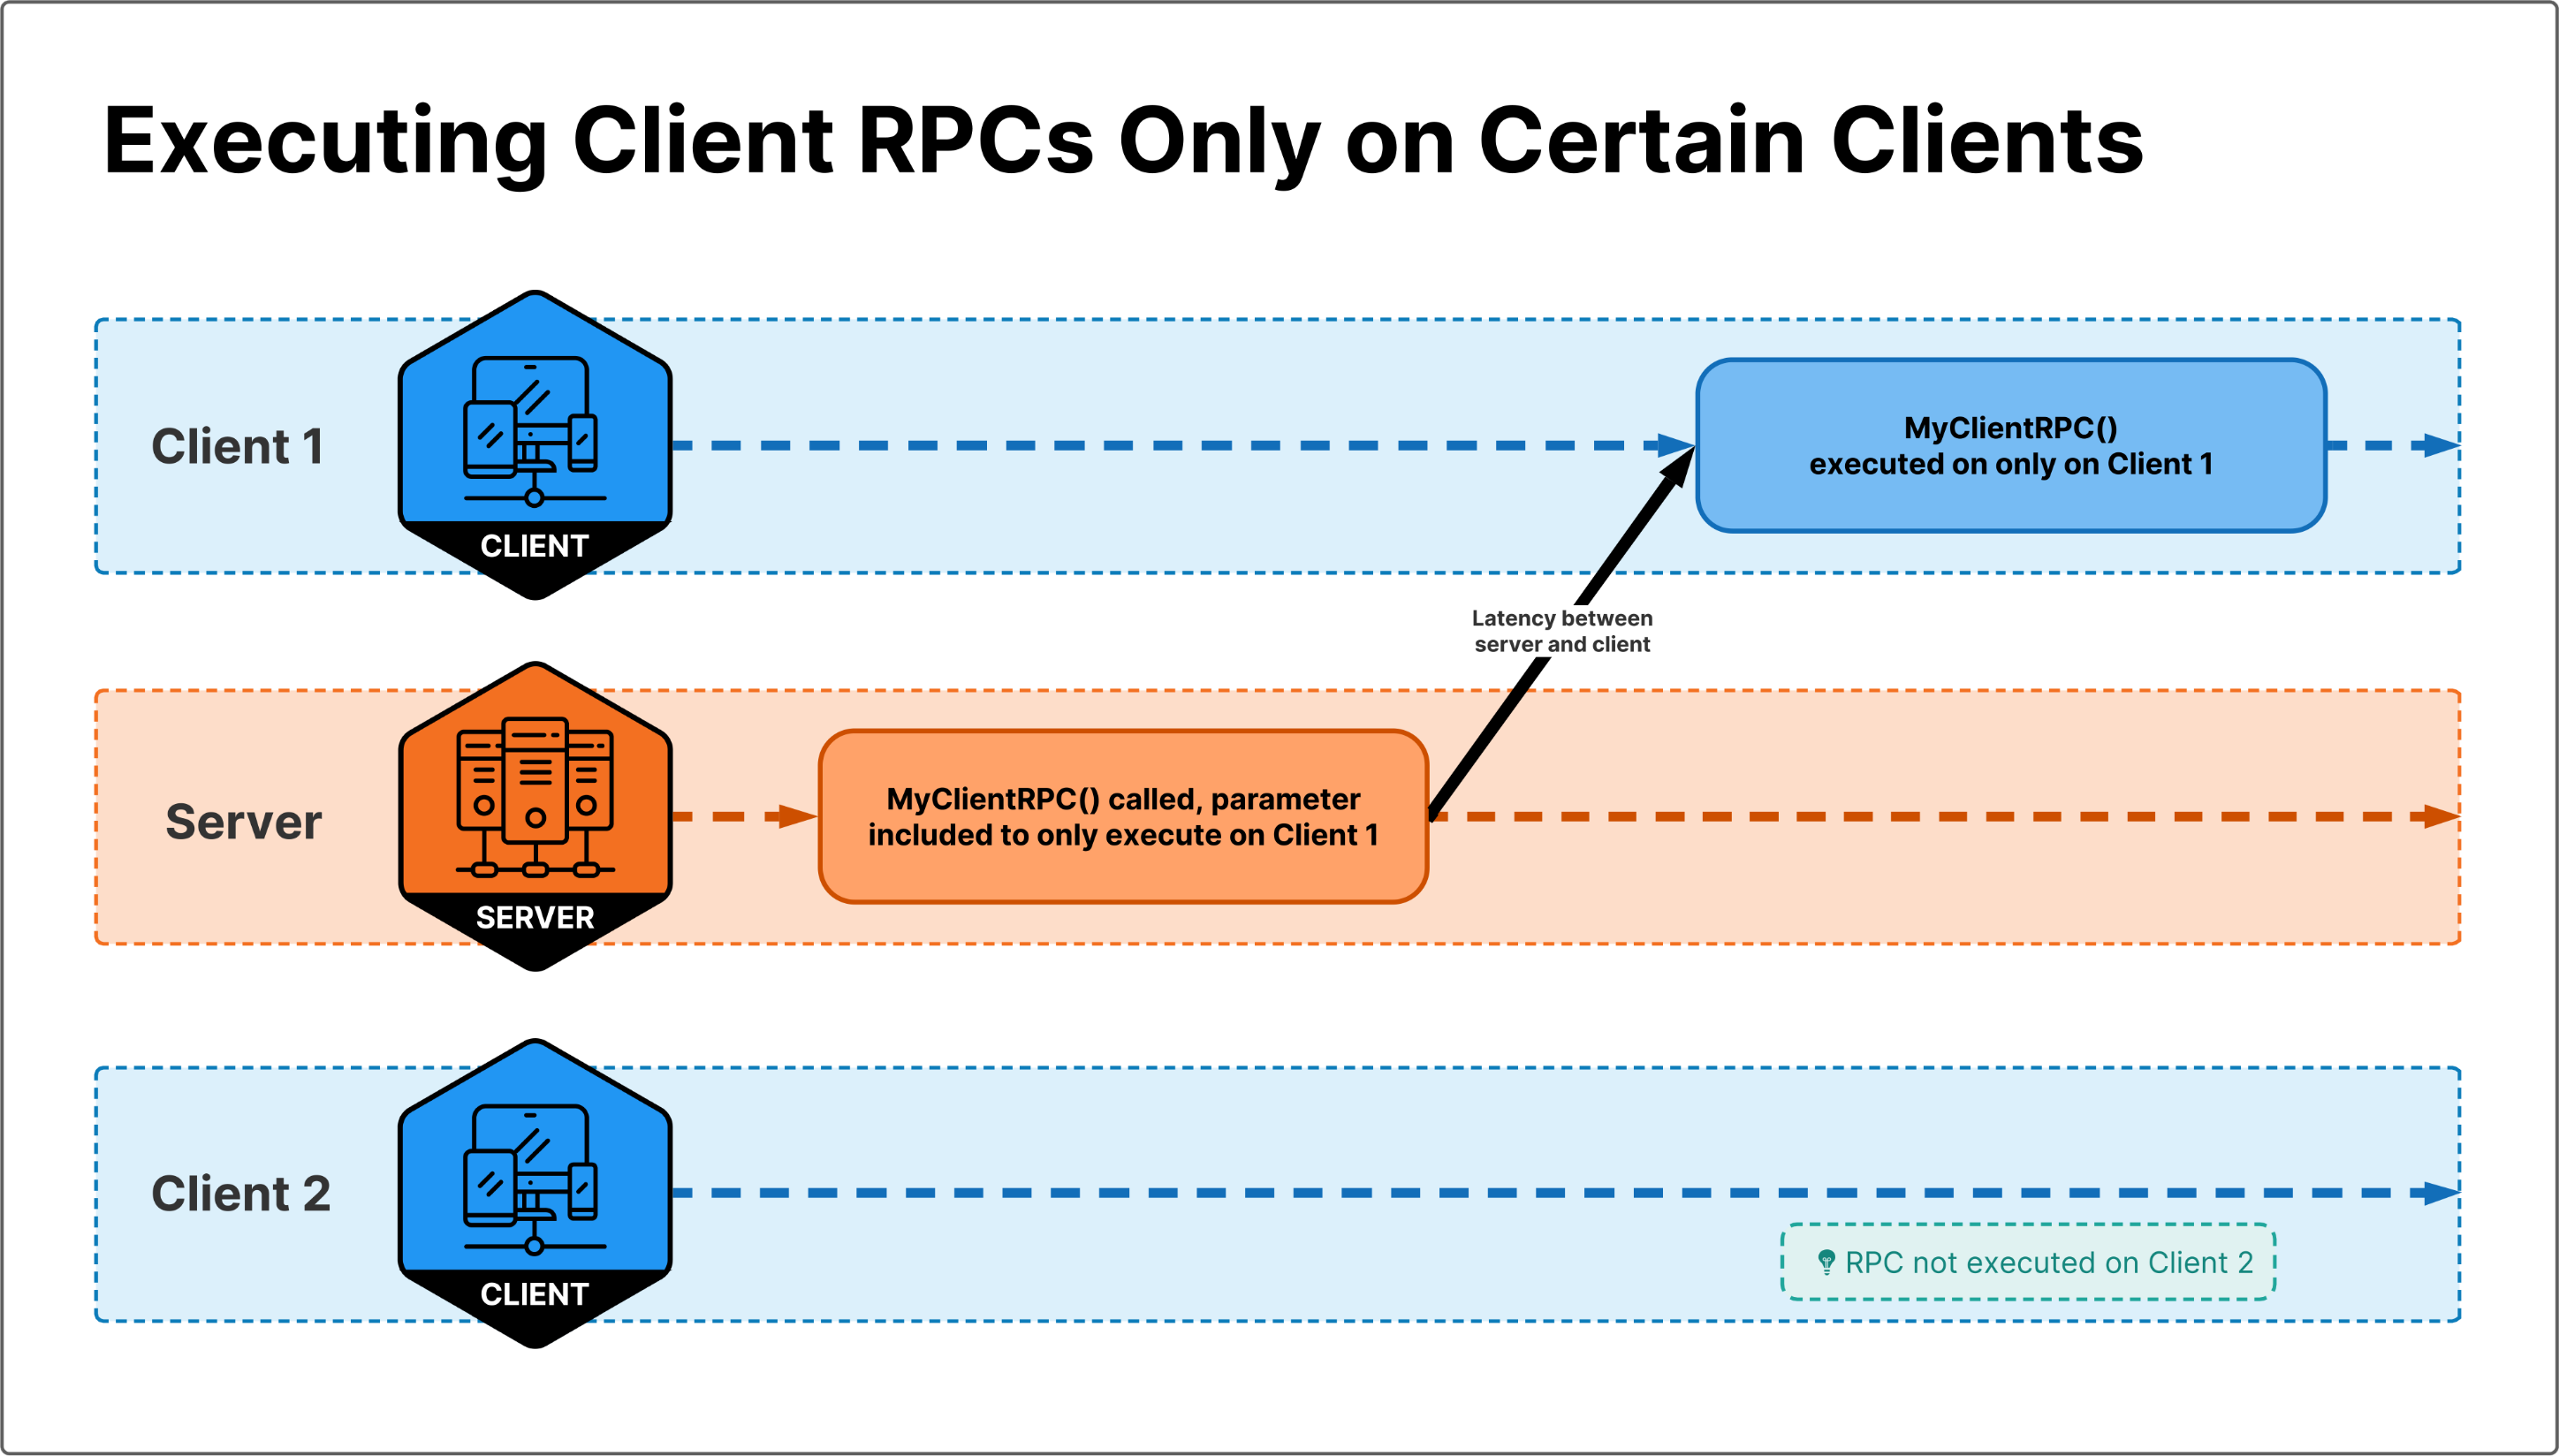 Executing Client RPCs Only on Certain Clients
Client 1
CLIENT
MyClientRPC()
executed on only on Client 1
Latency between
server and client
Server
SERVER
MyClientRPC() called, parameter
included to only execute on Client 1
Client 2
CLIENT
RPC not executed on Client 2